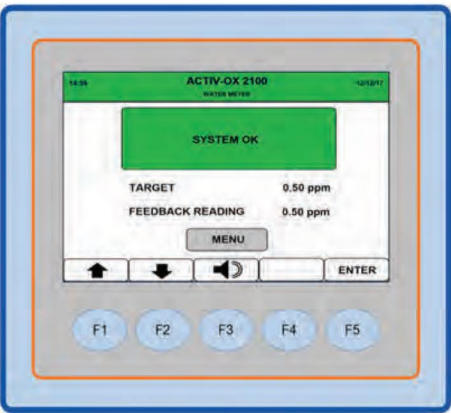 14:55 ACTIV-OX 2100 12/12/17
WATER METER
SYSTEM OK
TARGET 0.50 ppm
FEEDBACK READING 0.50 ppm
MENU
ENTER
F1 F2 F3 F4 F5